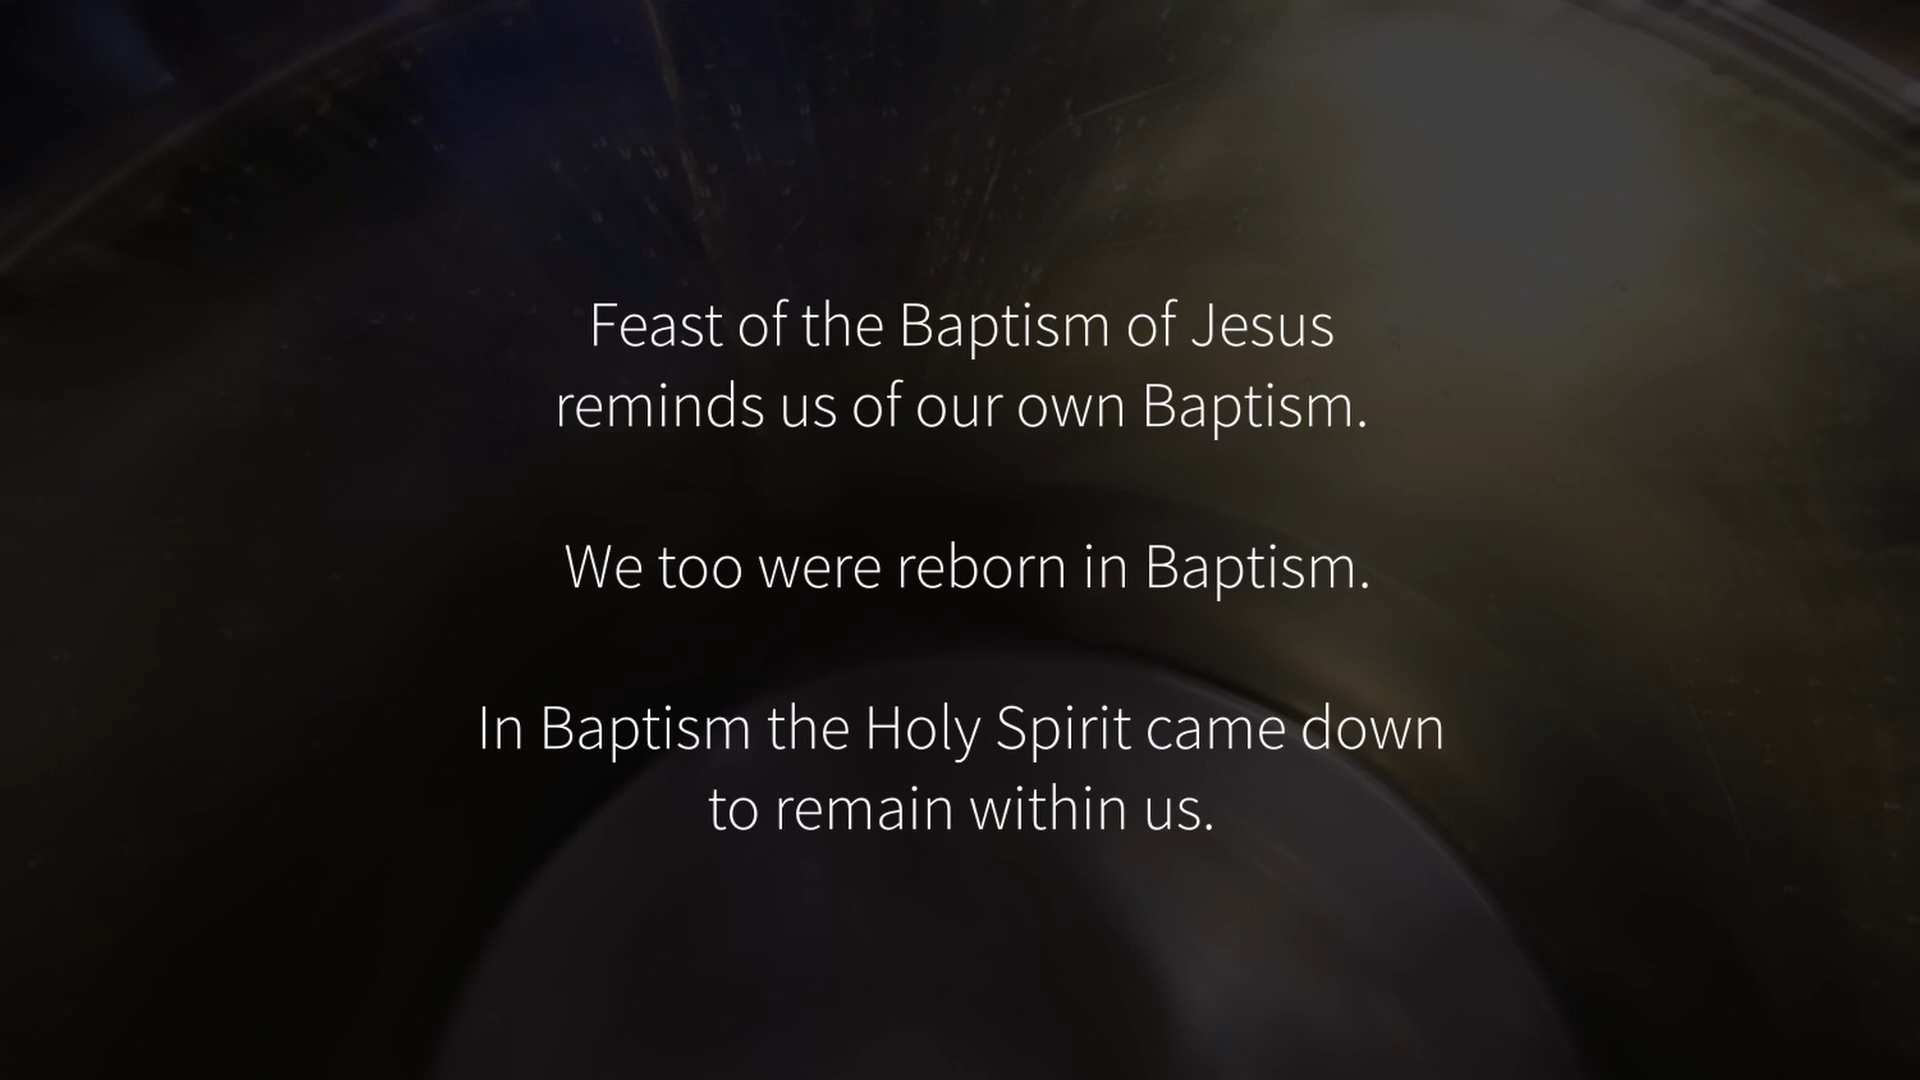 Feast of the Baptism of Jesus
reminds us of our own Baptism.
We too were reborn in Baptism.
In Baptism the Holy Spirit came down
to remain within us.